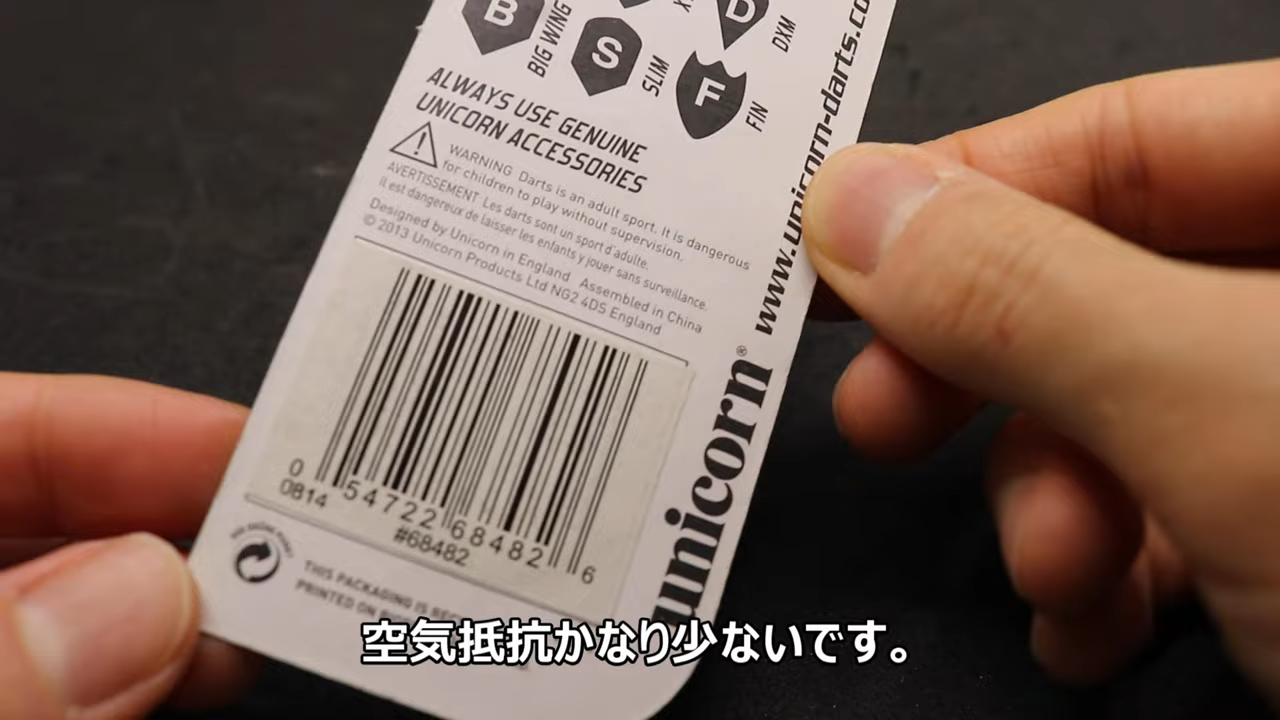 B
BIG WING
S
SLIM
D
DXM
F
FIN
ALWAYS USE GENUINE
UNICORN ACCESSORIES
WARNING Darts is an adult sport. It is dangerous
for children to play without supervision.
AVERTISSEMENT Les darts sont un sport d'adulte.
il est dangereux de laisser les enfants y jouer sans surveillance.
Designed by Unicorn in England Assembled in China
© 2013 Unicorn Products Ltd NG2 4DS England
0 54722 68482 6
0814
#68482
THIS PACKAGING IS
PRINTED ON
unicorn®
www.unicorn-darts.co
空気抵抗かなり少ないです。